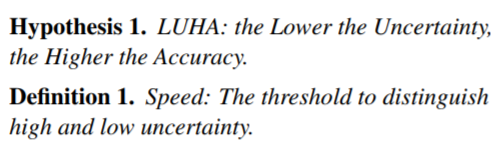 Hypothesis 1. LUHA: the Lower the Uncertainty,
the Higher the Accuracy.
Definition 1. Speed: The threshold to distinguish
high and low uncertainty.